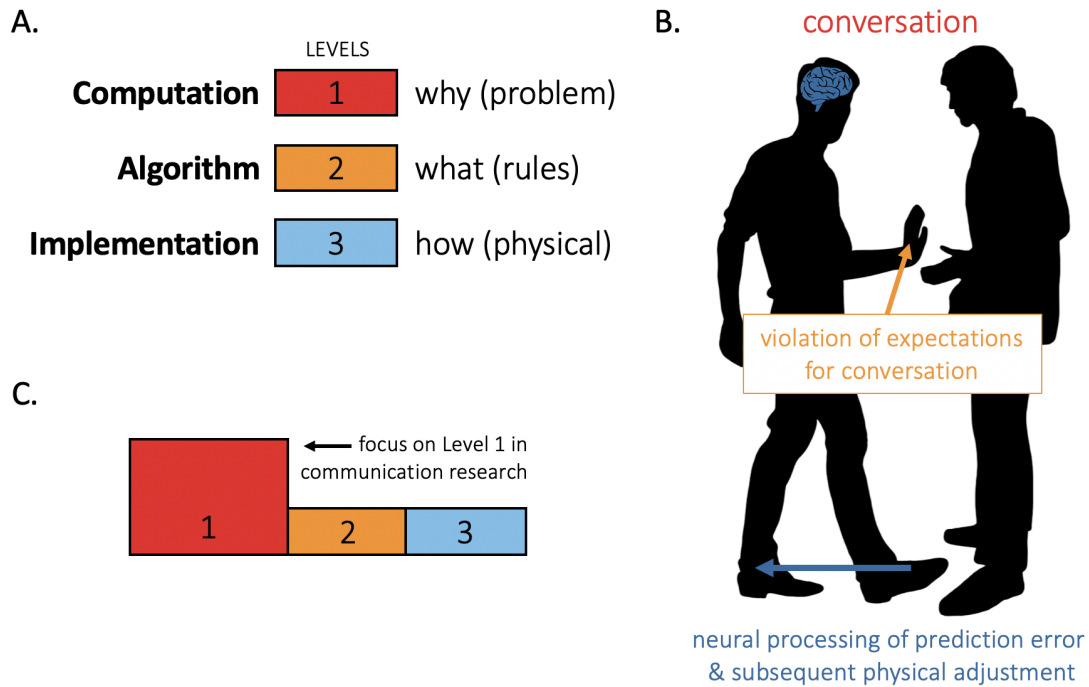 A.
LEVELS
Computation 1 why (problem)
Algorithm 2 what (rules)
Implementation 3 how (physical)
B.
conversation
violation of expectations
for conversation
neural processing of prediction error
& subsequent physical adjustment
C.
focus on Level 1 in
communication research
1 2 3